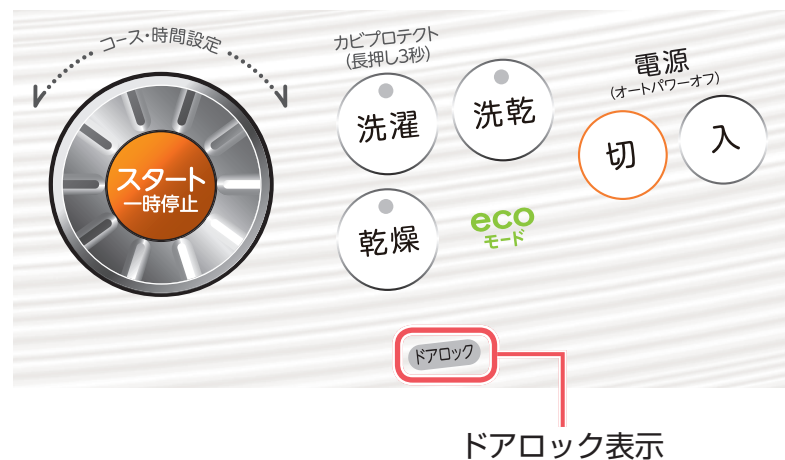 コース・時間設定
スタート
一時停止
カビプロテクト
(長押し3秒)
洗濯
洗乾
乾燥
eco
モード
電源
(オートパワーオフ)
切
入
ドアロック
ドアロック表示